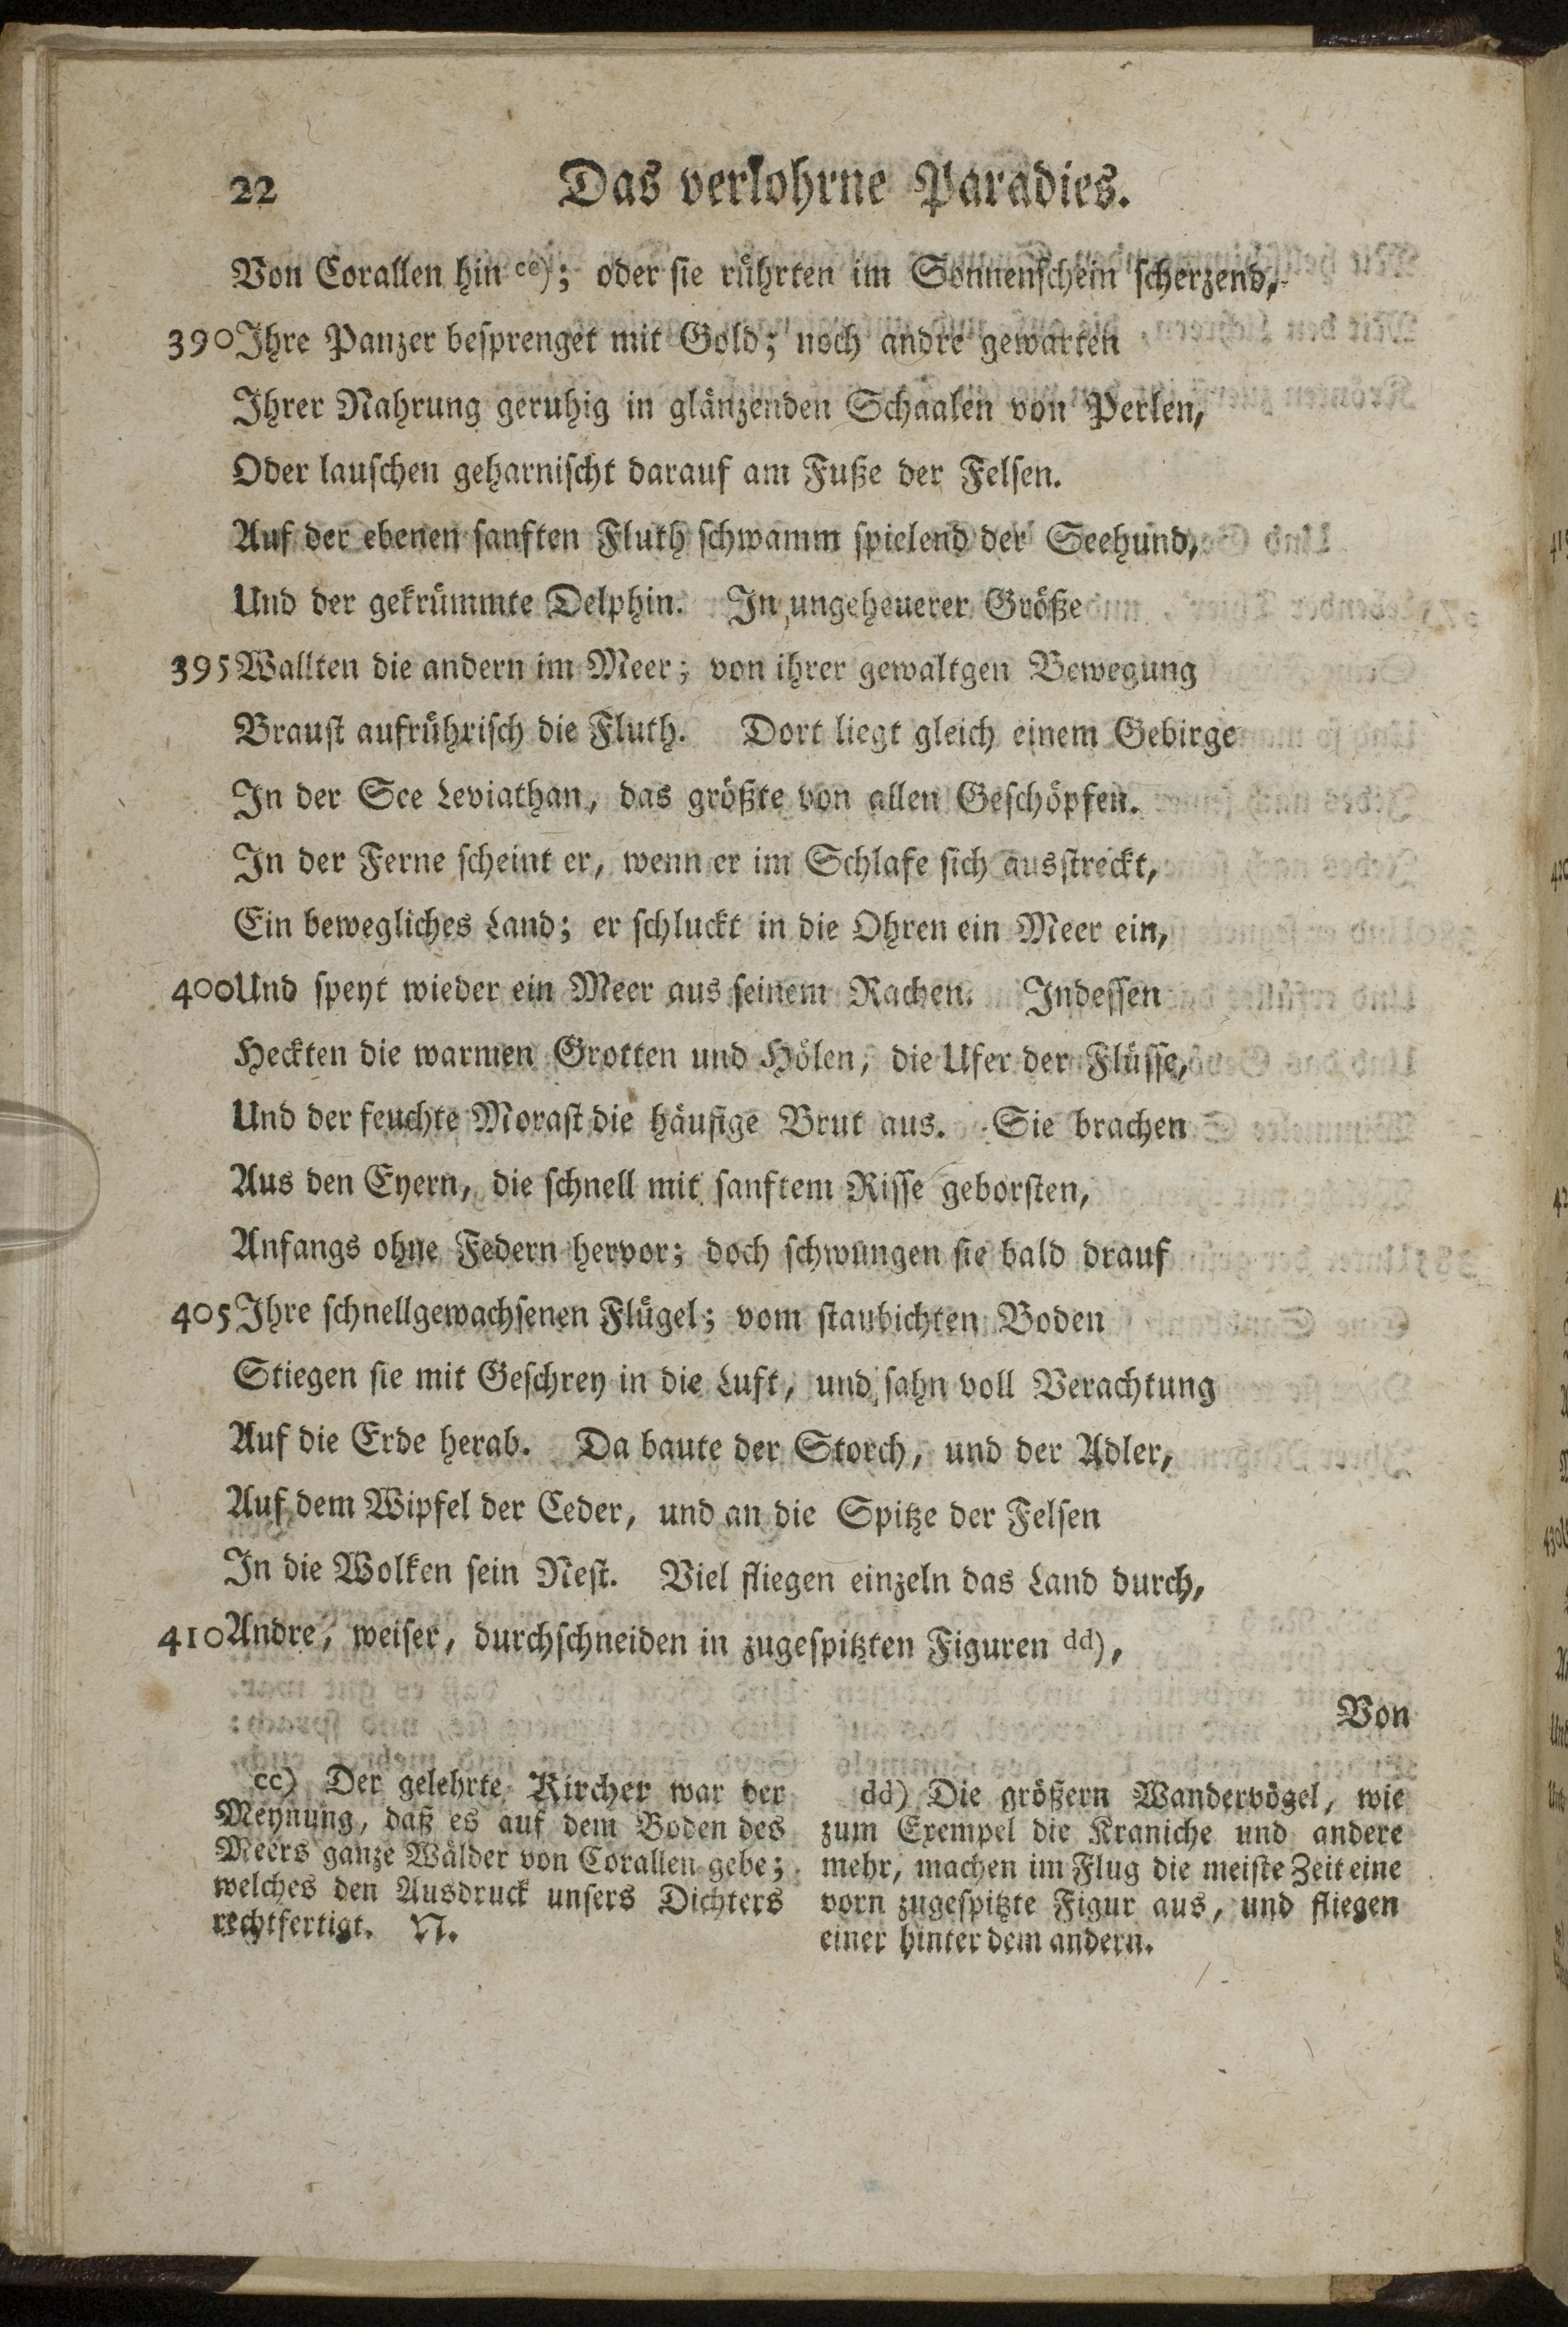 22 Das verlohrne Paradies.
Von Corallen hin cc); oder sie rührten im Sonnenschein scherzend,
390 Ihre Panzer besprenget mit Gold; noch andre gewarten
Ihrer Nahrung geruhig in glänzenden Schaalen von Perlen,
Oder lauschen geharnischt darauf am Fuße der Felsen.
Auf der ebenen sanften Fluth schwamm spielend der Seehund,
Und der gekrümmte Delphin. In ungeheuerer Größe
395 Wallten die andern im Meer; von ihrer gewaltgen Bewegung
Braust aufrührisch die Fluth. Dort liegt gleich einem Gebirge
In der See Leviathan, das größte von allen Geschöpfen.
In der Ferne scheint er, wenn er im Schlafe sich ausstreckt,
Ein bewegliches Land; er schluckt in die Ohren ein Meer ein,
400 Und speyt wieder ein Meer aus seinem Rachen. Indessen
Heckten die warmen Grotten und Hölen, die Ufer der Flüsse,
Und der feuchte Morast die häufige Brut aus. Sie brachen
Aus den Eyern, die schnell mit sanftem Risse geborsten,
Anfangs ohne Federn hervor; doch schwungen sie bald drauf
405 Ihre schnellgewachsenen Flügel; vom staubichten Boden
Stiegen sie mit Geschrey in die Luft, und sahn voll Verachtung
Auf die Erde herab. Da baute der Storch, und der Adler,
Auf dem Wipfel der Ceder, und an die Spitze der Felsen
In die Wolken sein Nest. Viel fliegen einzeln das Land durch,
410 Andre, weiser, durchschneiden in zugespitzten Figuren dd),
Von
cc) Der gelehrte Kircher war der
Meynung, daß es auf dem Boden des
Meers ganze Wälder von Corallen gebe;
welches den Ausdruck unsers Dichters
rechtfertigt. N.
dd) Die größern Wandervögel, wie
zum Exempel die Kraniche und andere
mehr, machen im Flug die meiste Zeit eine
vorn zugespitzte Figur aus, und fliegen
einer hinter dem andern.